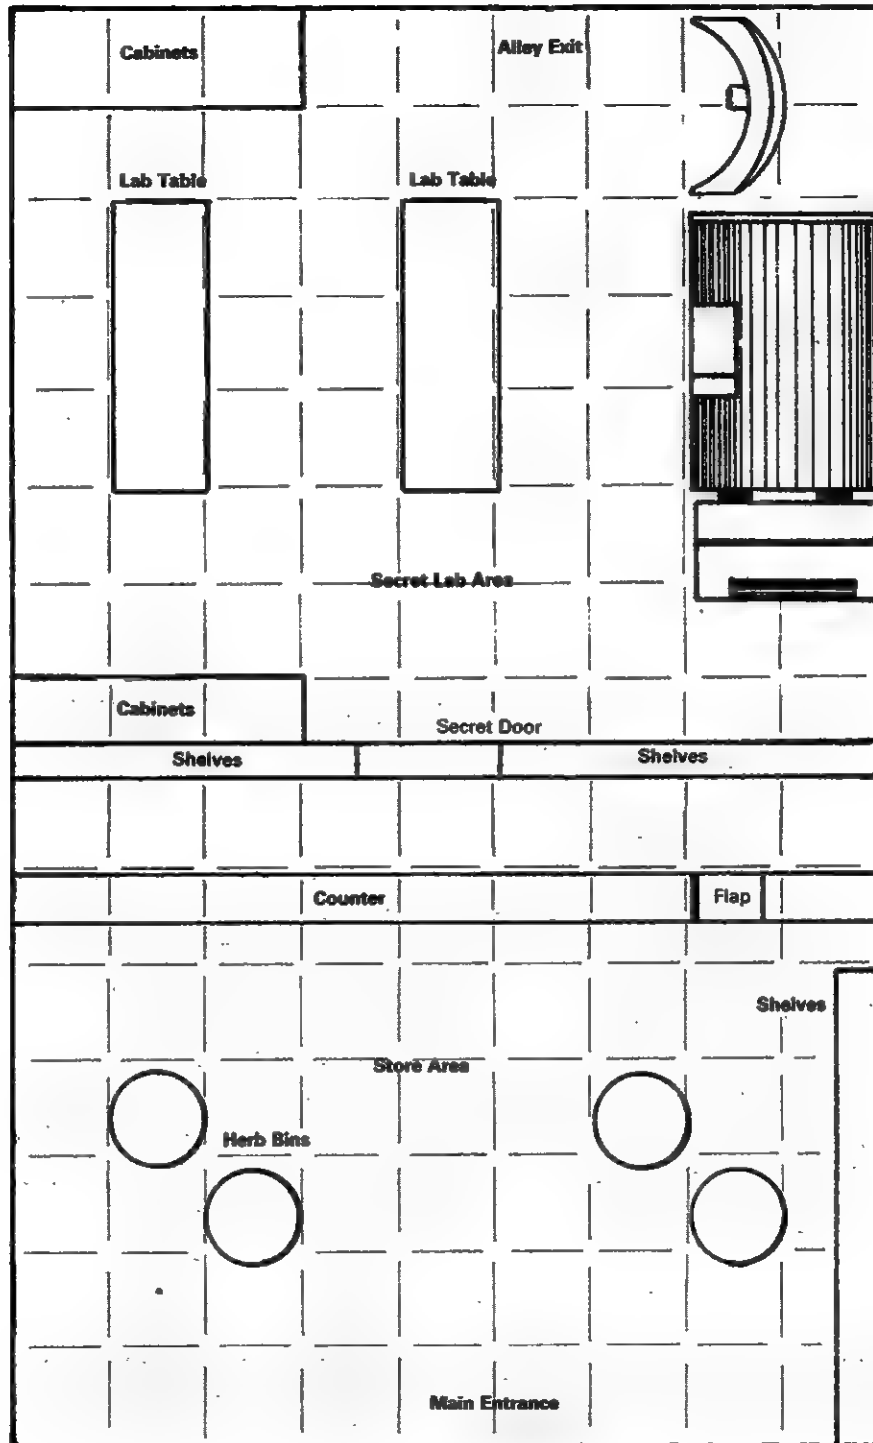 Cabinets
Alley Exit
Lab Table
Lab Table
Secret Lab Area
Cabinets
Secret Door
Shelves
Shelves
Counter
Flap
Shelves
Store Area
Herb Bins
Main Entrance